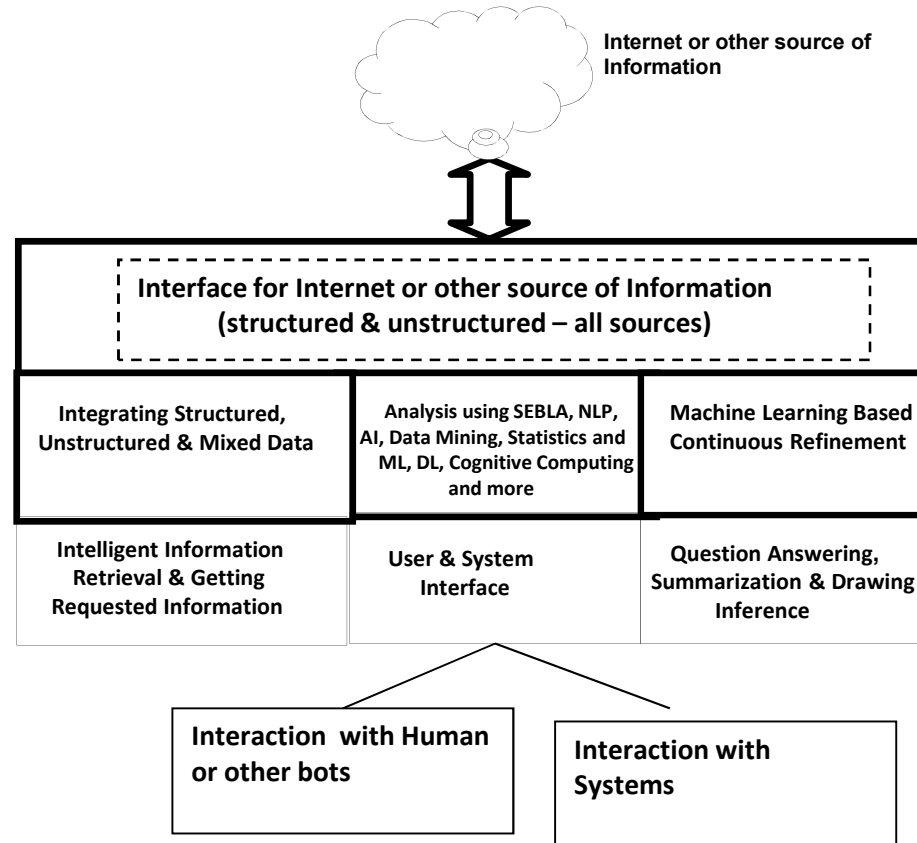 Internet or other source of
Information
Interface for Internet or other source of Information
(structured & unstructured – all sources)
Integrating Structured,
Unstructured & Mixed Data
Analysis using SEBLA, NLP,
AI, Data Mining, Statistics and
ML, DL, Cognitive Computing
and more
Machine Learning Based
Continuous Refinement
Intelligent Information
Retrieval & Getting
Requested Information
User & System
Interface
Question Answering,
Summarization & Drawing
Inference
Interaction with Human
or other bots
Interaction with
Systems